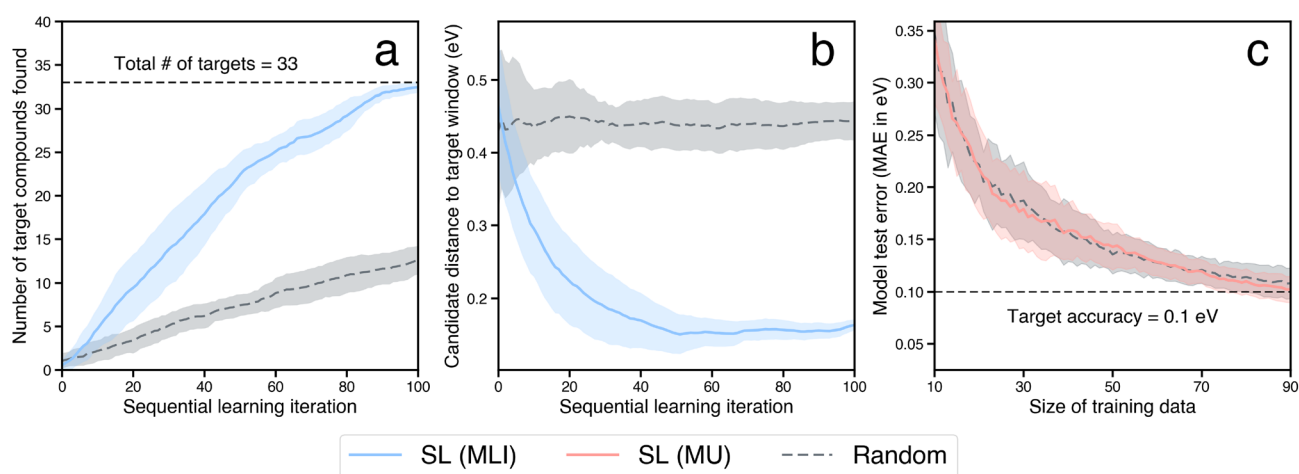 a
Total # of targets = 33
Number of target compounds found
40
35
30
25
20
15
10
5
0
0 20 40 60 80 100
Sequential learning iteration
b
Candidate distance to target window (eV)
0.5
0.4
0.3
0.2
0 20 40 60 80 100
Sequential learning iteration
c
Model test error (MAE in eV)
0.35
0.30
0.25
0.20
0.15
0.10
0.05
Target accuracy = 0.1 eV
10 30 50 70 90
Size of training data
SL (MLI) SL (MU) Random